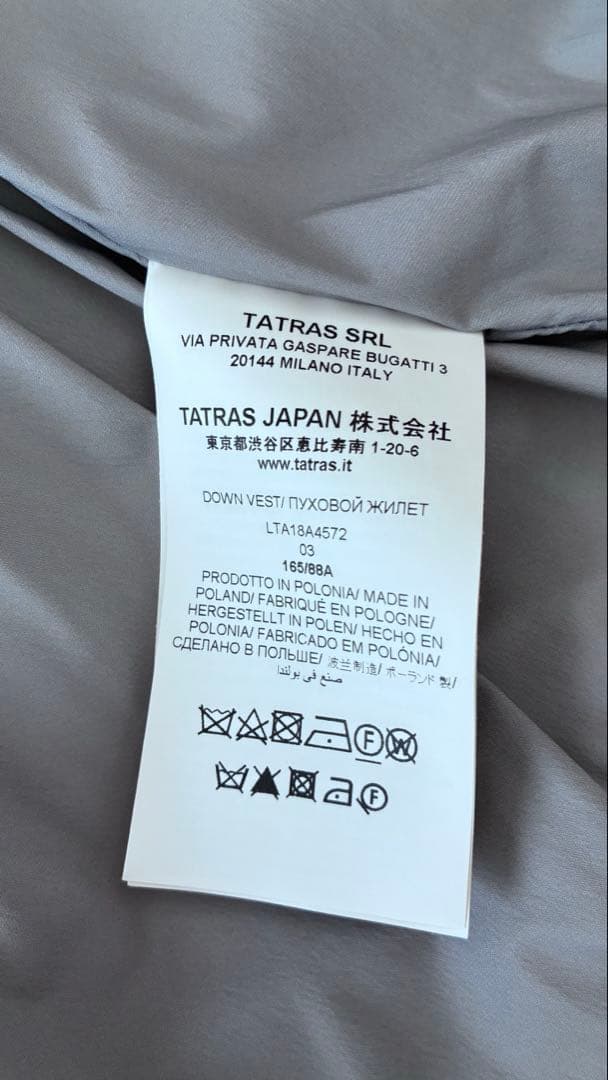 TATRAS SRL
VIA PRIVATA GASPARE BUGATTI 3
20144 MILANO ITALY
TATRAS JAPAN 株式会社
東京都渋谷区恵比寿南 1-20-6
www.tatras.it
DOWN VEST/ ПУХОВОЙ ЖИЛЕТ
LTA18A4572
03
165/88A
PRODOTTO IN POLONIA/ MADE IN
POLAND/ FABRIQUÉ EN POLOGNE/
HERGESTELLT IN POLEN/ HECHO EN
POLONIA/ FABRICADO EM POLÓNIA/
СДЕЛАНО В ПОЛЬШЕ/ 波兰制造/ ポーランド 製/
صنع في بولندا
F W
F